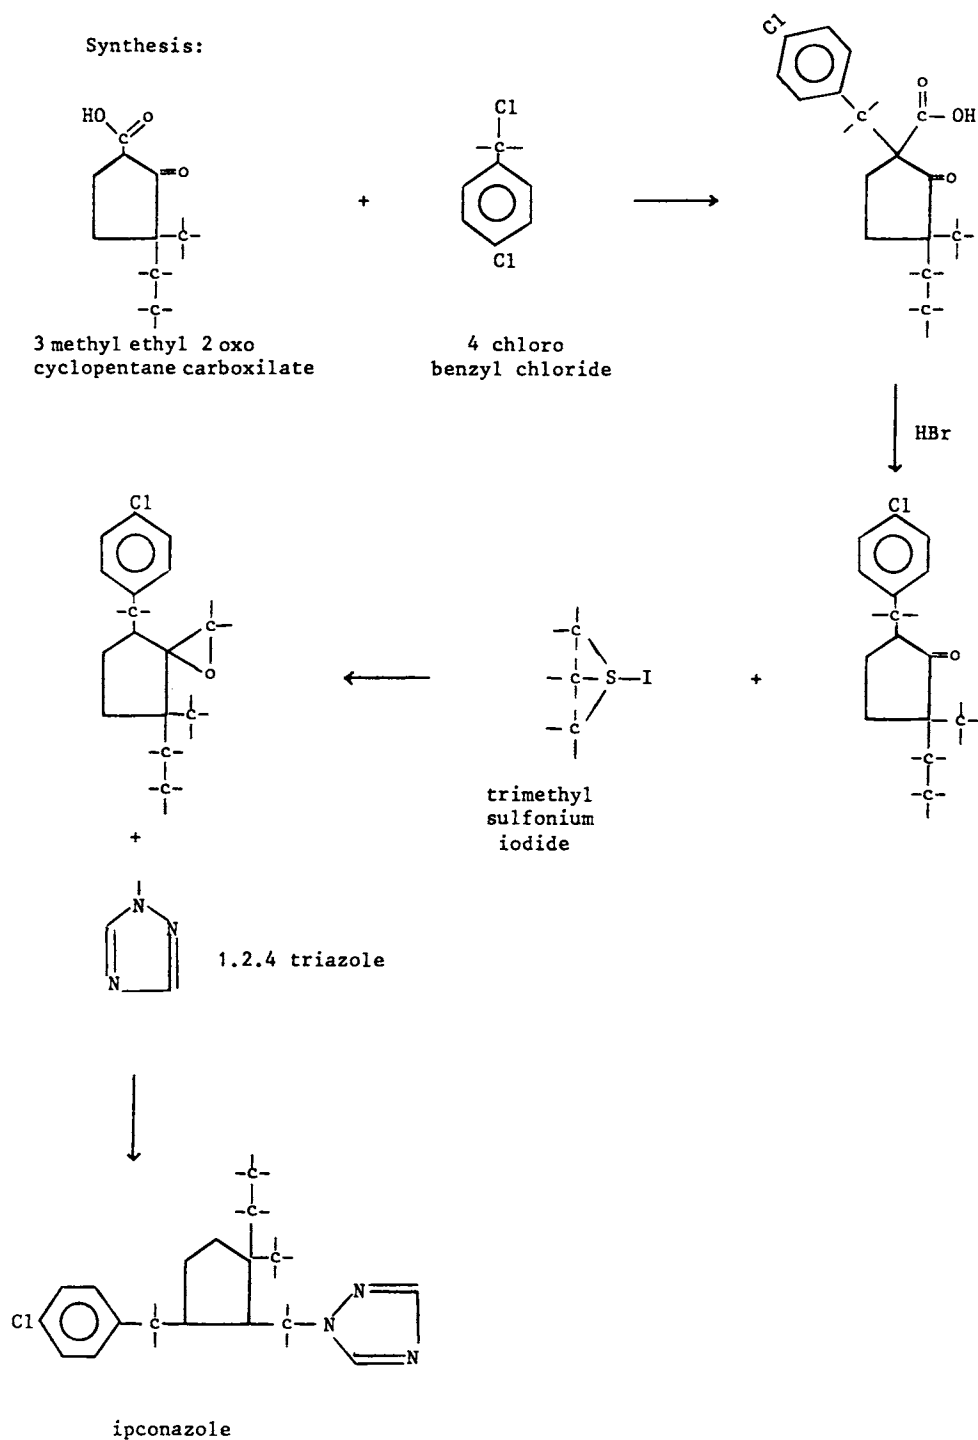 Synthesis:
Cl
HO
O
C
O
C
C
C
+
Cl
C
Cl
Cl
C
O
C
OH
O
C
C
C
3 methyl ethyl 2 oxo
cyclopentane carboxilate
4 chloro
benzyl chloride
HBr
Cl
C
C
O
C
C
C
+
C
C
S
I
C
trimethyl
sulfonium
iodide
+
Cl
C
O
C
C
C
N
N
N
1.2.4 triazole
C
C
C
Cl
C
C
N
N
N
ipconazole